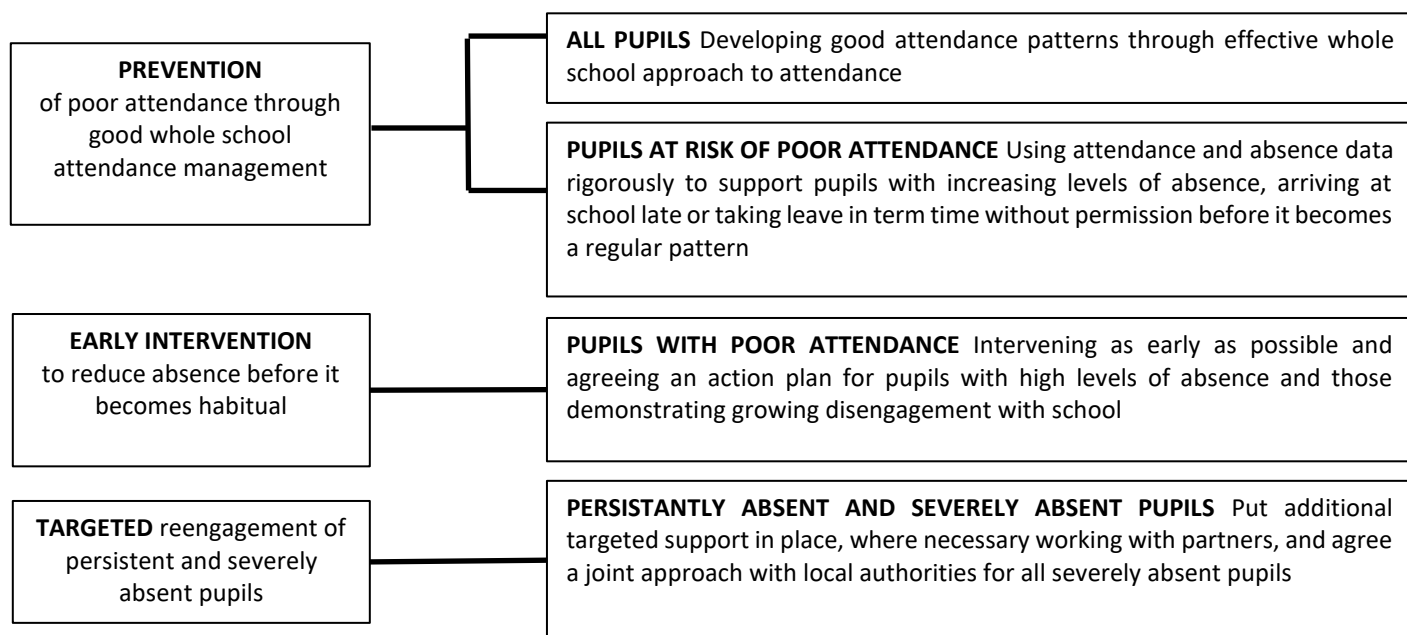 PREVENTION
of poor attendance through
good whole school
attendance management
ALL PUPILS Developing good attendance patterns through effective whole
school approach to attendance
PUPILS AT RISK OF POOR ATTENDANCE Using attendance and absence data
rigorously to support pupils with increasing levels of absence, arriving at
school late or taking leave in term time without permission before it becomes
a regular pattern
EARLY INTERVENTION
to reduce absence before it
becomes habitual
PUPILS WITH POOR ATTENDANCE Intervening as early as possible and
agreeing an action plan for pupils with high levels of absence and those
demonstrating growing disengagement with school
TARGETED reengagement of
persistent and severely
absent pupils
PERSISTANTLY ABSENT AND SEVERELY ABSENT PUPILS Put additional
targeted support in place, where necessary working with partners, and agree
a joint approach with local authorities for all severely absent pupils